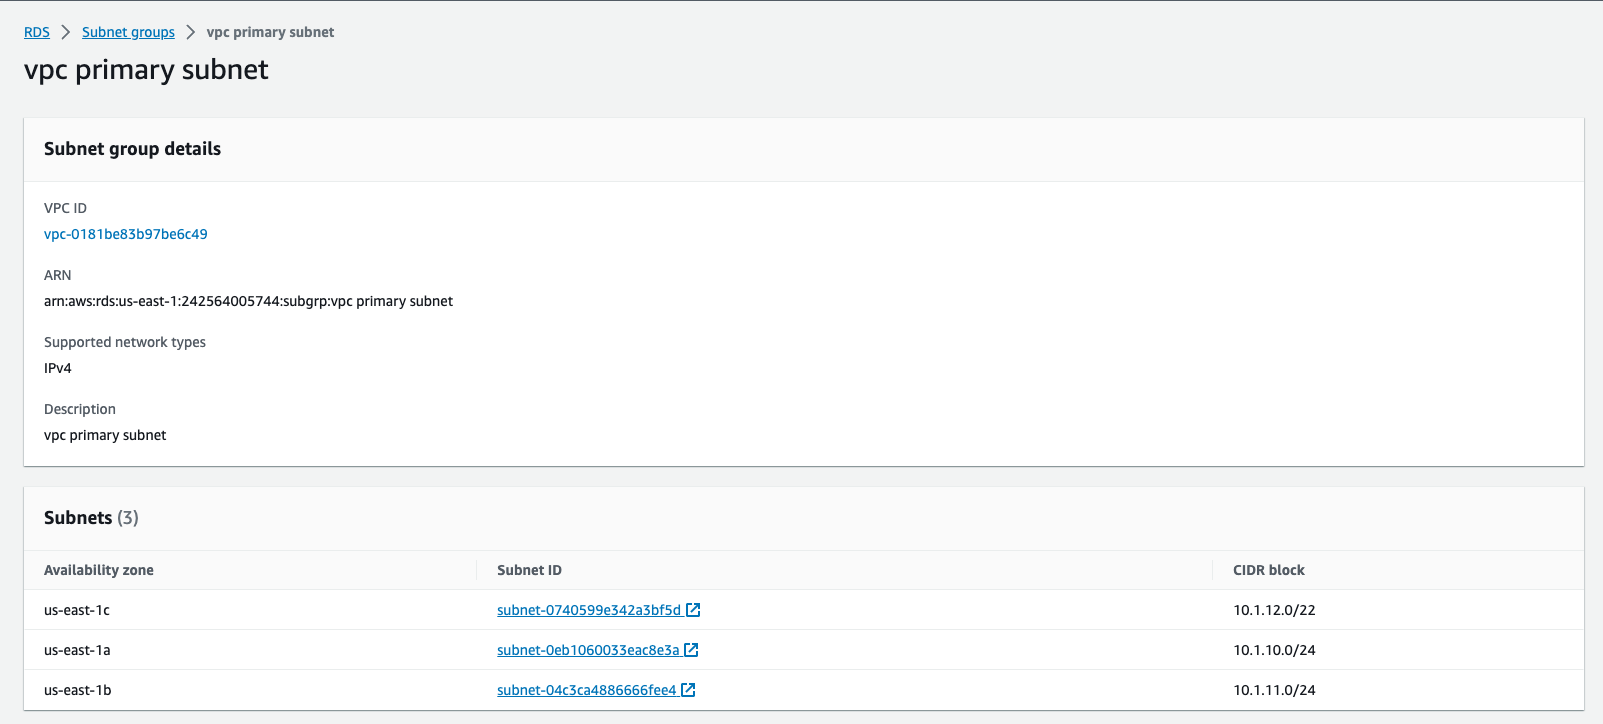 RDS > Subnet groups > vpc primary subnet
vpc primary subnet
Subnet group details
VPC ID
vpc-0181be83b97be6c49
ARN
arn:aws:rds:us-east-1:242564005744:subgrp:vpc primary subnet
Supported network types
IPv4
Description
vpc primary subnet
Subnets (3)
Availability zone Subnet ID CIDR block
us-east-1c subnet-0740599e342a3bf5d 10.1.12.0/22
us-east-1a subnet-0eb1060033eac8e3a 10.1.10.0/24
us-east-1b subnet-04c3ca4886666fee4 10.1.11.0/24